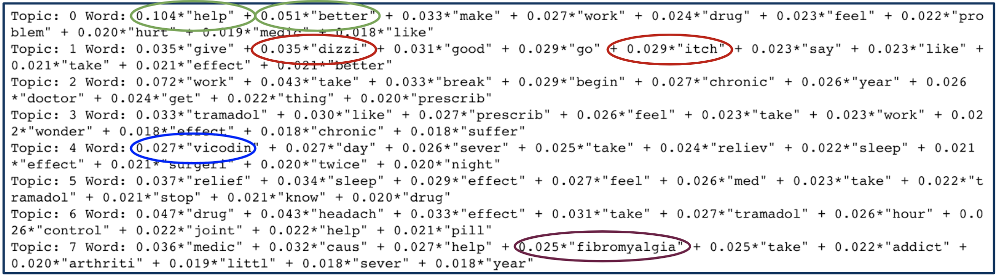 Topic: 0 Word: 0.104*"help" + 0.051*"better" + 0.033*"make" + 0.027*"work" + 0.024*"drug" + 0.023*"feel" + 0.022*"pro
blem" + 0.020*"hurt" + 0.019*"medic" + 0.018*"like"
Topic: 1 Word: 0.035*"give" + 0.035*"dizzi" + 0.031*"good" + 0.029*"go" + 0.029*"itch" + 0.023*"say" + 0.023*"like" +
0.021*"take" + 0.021*"effect" + 0.021*"better"
Topic: 2 Word: 0.072*"work" + 0.043*"take" + 0.033*"break" + 0.029*"begin" + 0.027*"chronic" + 0.026*"year" + 0.026
*"doctor" + 0.024*"get" + 0.022*"thing" + 0.020*"prescrib"
Topic: 3 Word: 0.033*"tramadol" + 0.030*"like" + 0.027*"prescrib" + 0.026*"feel" + 0.023*"take" + 0.023*"work" + 0.02
2*"wonder" + 0.018*"effect" + 0.018*"chronic" + 0.018*"suffer"
Topic: 4 Word: 0.027*"vicodin" + 0.027*"day" + 0.026*"sever" + 0.025*"take" + 0.024*"reliev" + 0.022*"sleep" + 0.021
*"effect" + 0.021*"surgeri" + 0.020*"twice" + 0.020*"night"
Topic: 5 Word: 0.037*"relief" + 0.034*"sleep" + 0.029*"effect" + 0.027*"feel" + 0.026*"med" + 0.023*"take" + 0.022*"t
ramadol" + 0.021*"stop" + 0.021*"know" + 0.020*"drug"
Topic: 6 Word: 0.047*"drug" + 0.043*"headach" + 0.033*"effect" + 0.031*"take" + 0.027*"tramadol" + 0.026*"hour" + 0.0
26*"control" + 0.022*"joint" + 0.022*"help" + 0.021*"pill"
Topic: 7 Word: 0.036*"medic" + 0.032*"caus" + 0.027*"help" + 0.025*"fibromyalgia" + 0.025*"take" + 0.022*"addict" +
0.020*"arthriti" + 0.019*"littl" + 0.018*"sever" + 0.018*"year"